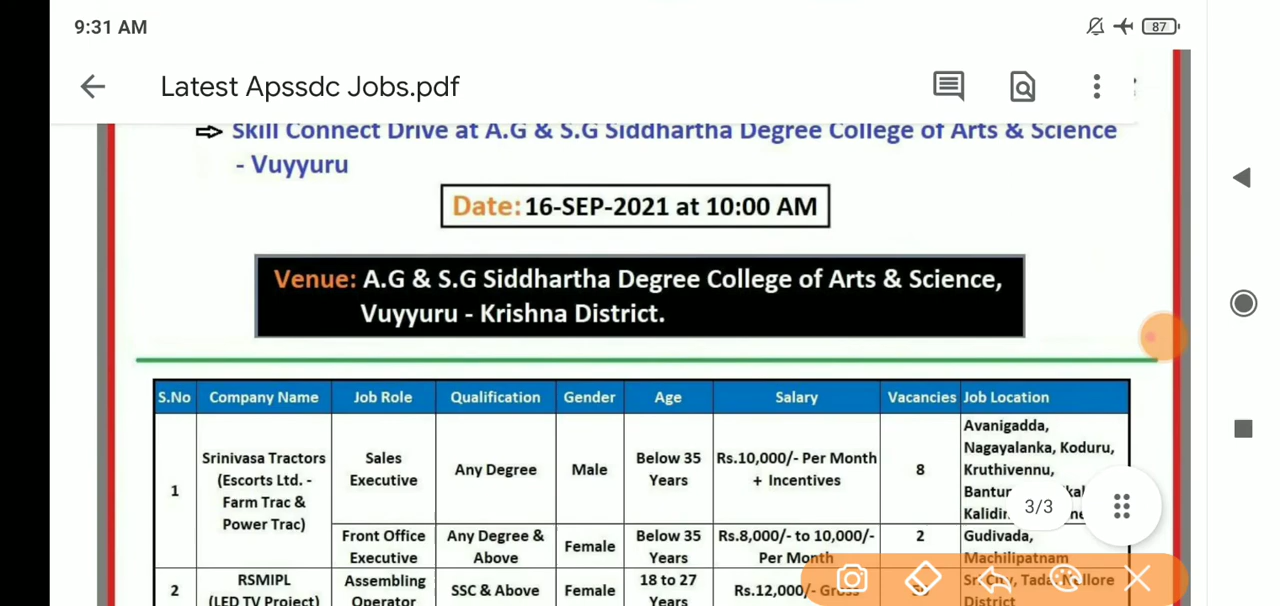 9:31 AM
87
Latest Apssdc Jobs.pdf
⇨ Skill Connect Drive at A.G & S.G Siddhartha Degree College of Arts & Science
- Vuyyuru
Date: 16-SEP-2021 at 10:00 AM
Venue: A.G & S.G Siddhartha Degree College of Arts & Science,
Vuyyuru - Krishna District.
S.No Company Name Job Role Qualification Gender Age Salary Vacancies Job Location
1
Srinivasa Tractors
(Escorts Ltd. -
Farm Trac &
Power Trac)
Sales
Executive
Any Degree
Male
Below 35
Years
Rs.10,000/- Per Month
+ Incentives
8
Avanigadda,
Nagayalanka, Koduru,
Kruthivennu,
Front Office
Executive
Any Degree &
Above
Female
Below 35
Years
Rs.8,000/- to 10,000/-
Per Month
2
Gudivada,
Machilipatnam
3/3
2
RSMIPL
(LED TV Project)
Assembling
Operator
SSC & Above
Female
18 to 27
Years
Rs.12,000/- Gross
Sri City, Tada, Nellore
District